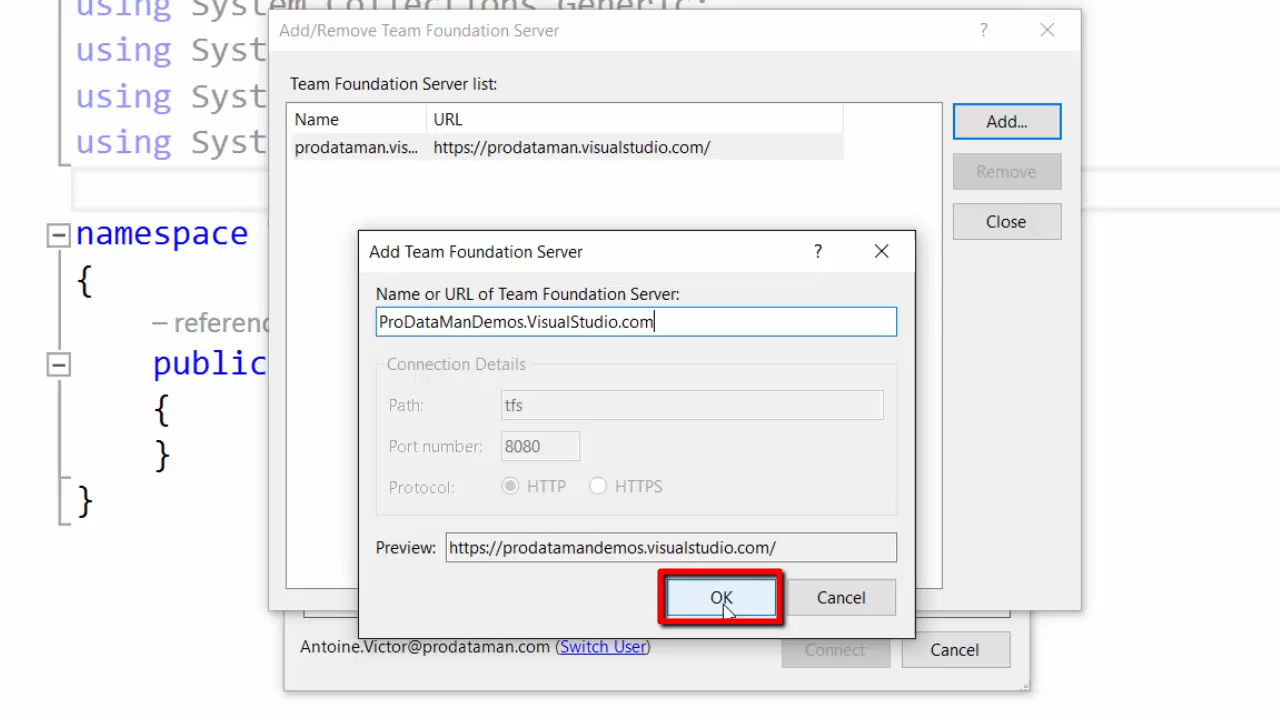 using System.Collections.Generic;
Add/Remove Team Foundation Server
?
using Syst
Team Foundation Server list:
using Syst
Name URL Add...
using Syst
prodataman.vis... https://prodataman.visualstudio.com/
Remove
Close
namespace
Add Team Foundation Server ?
{
Name or URL of Team Foundation Server:
– referenc
ProDataManDemos.VisualStudio.com
public
Connection Details
{
Path: tfs
}
Port number: 8080
Protocol: HTTP HTTPS
}
Preview: https://prodatamandemos.visualstudio.com/
OK Cancel
Antoine.Victor@prodataman.com (Switch User) Connect Cancel